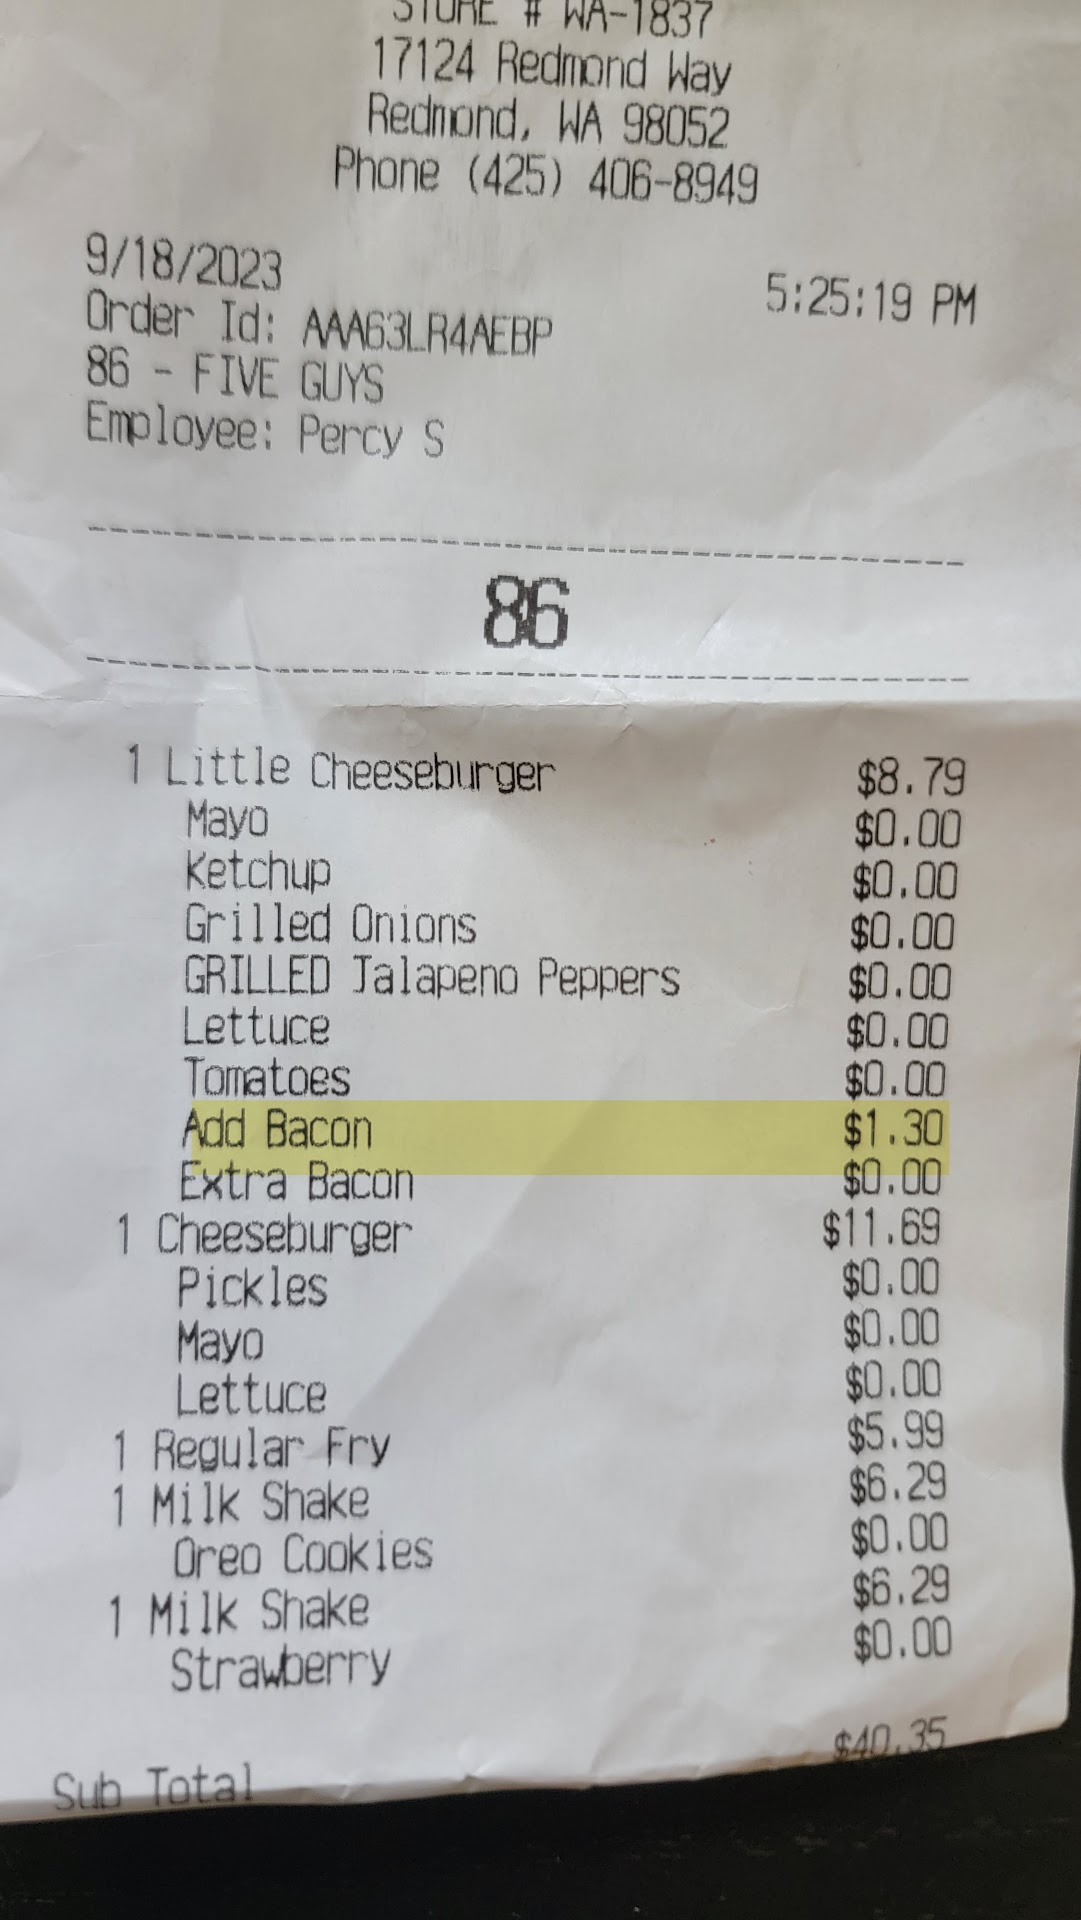 STORE # WA-1837
17124 Redmond Way
Redmond, WA 98052
Phone (425) 406-8949
9/18/2023 5:25:19 PM
Order Id: AAA63LR4AEBP
86 - FIVE GUYS
Employee: Percy S
86
1 Little Cheeseburger $8.79
Mayo $0.00
Ketchup $0.00
Grilled Onions $0.00
GRILLED Jalapeno Peppers $0.00
Lettuce $0.00
Tomatoes $0.00
Add Bacon $1.30
Extra Bacon $0.00
1 Cheeseburger $11.69
Pickles $0.00
Mayo $0.00
Lettuce $0.00
1 Regular Fry $5.99
1 Milk Shake $6.29
Oreo Cookies $0.00
1 Milk Shake $6.29
Strawberry $0.00
Sub Total $40.35